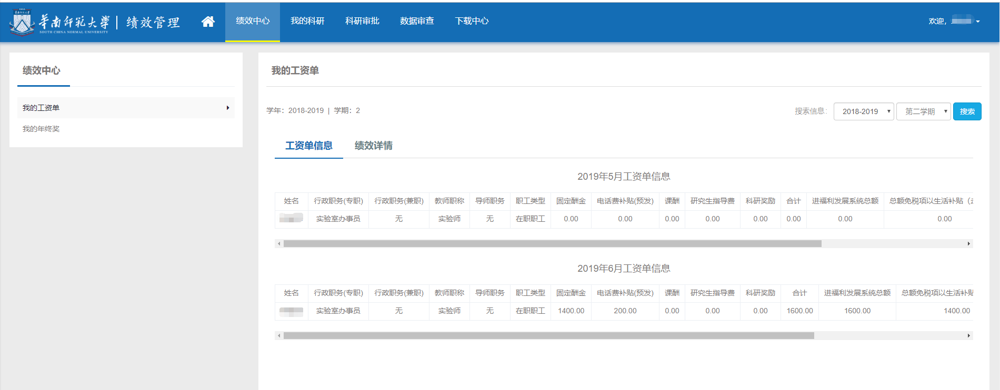 華南师範大學 | 绩效管理
SOUTH CHINA NORMAL UNIVERSITY
绩效中心 我的科研 科研审批 数据审查 下载中心
欢迎，
绩效中心
我的工资单
我的年终奖
我的工资单
学年：2018-2019 | 学期：2
搜索信息： 2018-2019 第二学期 搜索
工资单信息 绩效详情
2019年5月工资单信息
姓名 行政职务(专职) 行政职务(兼职) 教师职称 导师职务 职工类型 固定酬金 电话费补贴(预发) 课酬 研究生指导费 科研奖励 合计 进福利发展系统总额 总额免税项以生活补贴（
实验室办事员 无 实验师 无 在职职工 0.00 0.00 0.00 0.00 0.00 0.00 0.00 0.00
2019年6月工资单信息
姓名 行政职务(专职) 行政职务(兼职) 教师职称 导师职务 职工类型 固定酬金 电话费补贴(预发) 课酬 研究生指导费 科研奖励 合计 进福利发展系统总额 总额免税项以生活补贴
实验室办事员 无 实验师 无 在职职工 1400.00 200.00 0.00 0.00 0.00 1600.00 1600.00 1400.00